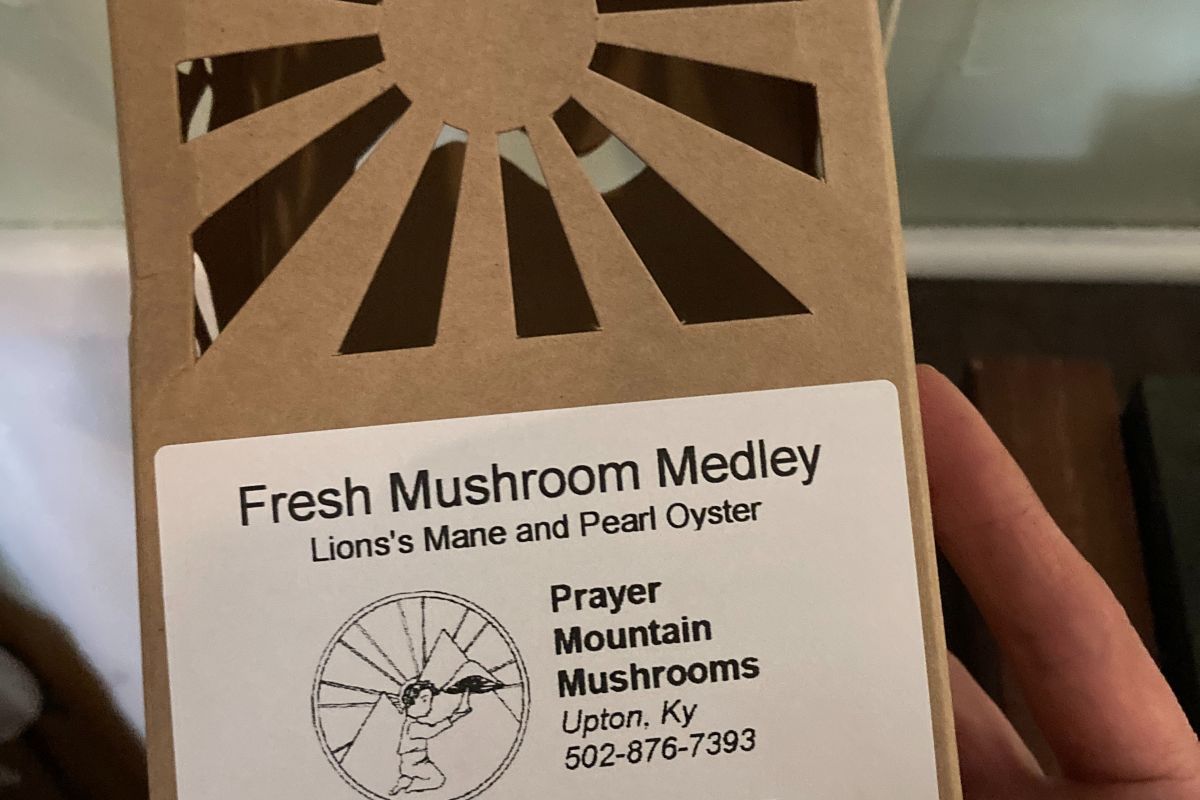 Fresh Mushroom Medley
Lions's Mane and Pearl Oyster
Prayer
Mountain
Mushrooms
Upton, Ky
502-876-7393